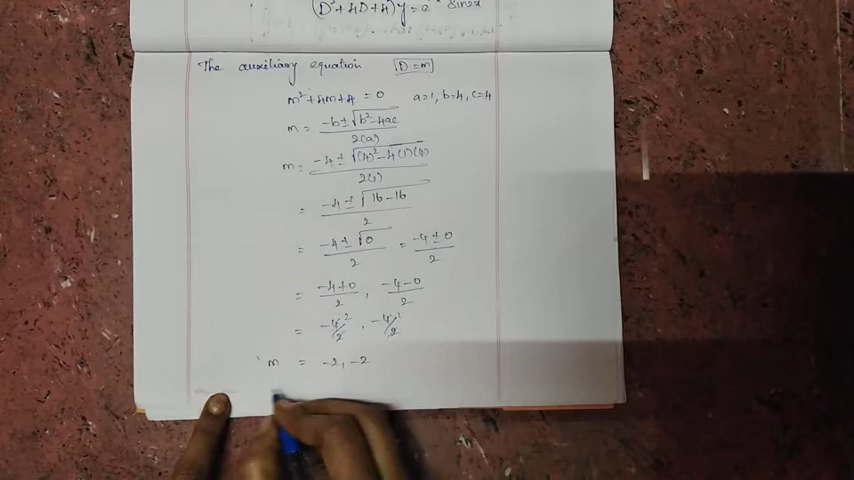 (D²+4D+4)y = e sin2x
The auxiliary equation D=m
m²+4m+4 = 0 a=1, b=4, c=4
m = -b±√b²-4ac / 2(a)
m = -4 ± √(4)²-4(1)(4) / 2(1)
= -4 ± √16-16 / 2
= -4 ± √0 / 2 = -4 ± 0 / 2
= -4+0 / 2 , -4-0 / 2
= -4/2 , -4/2
m = -2, -2